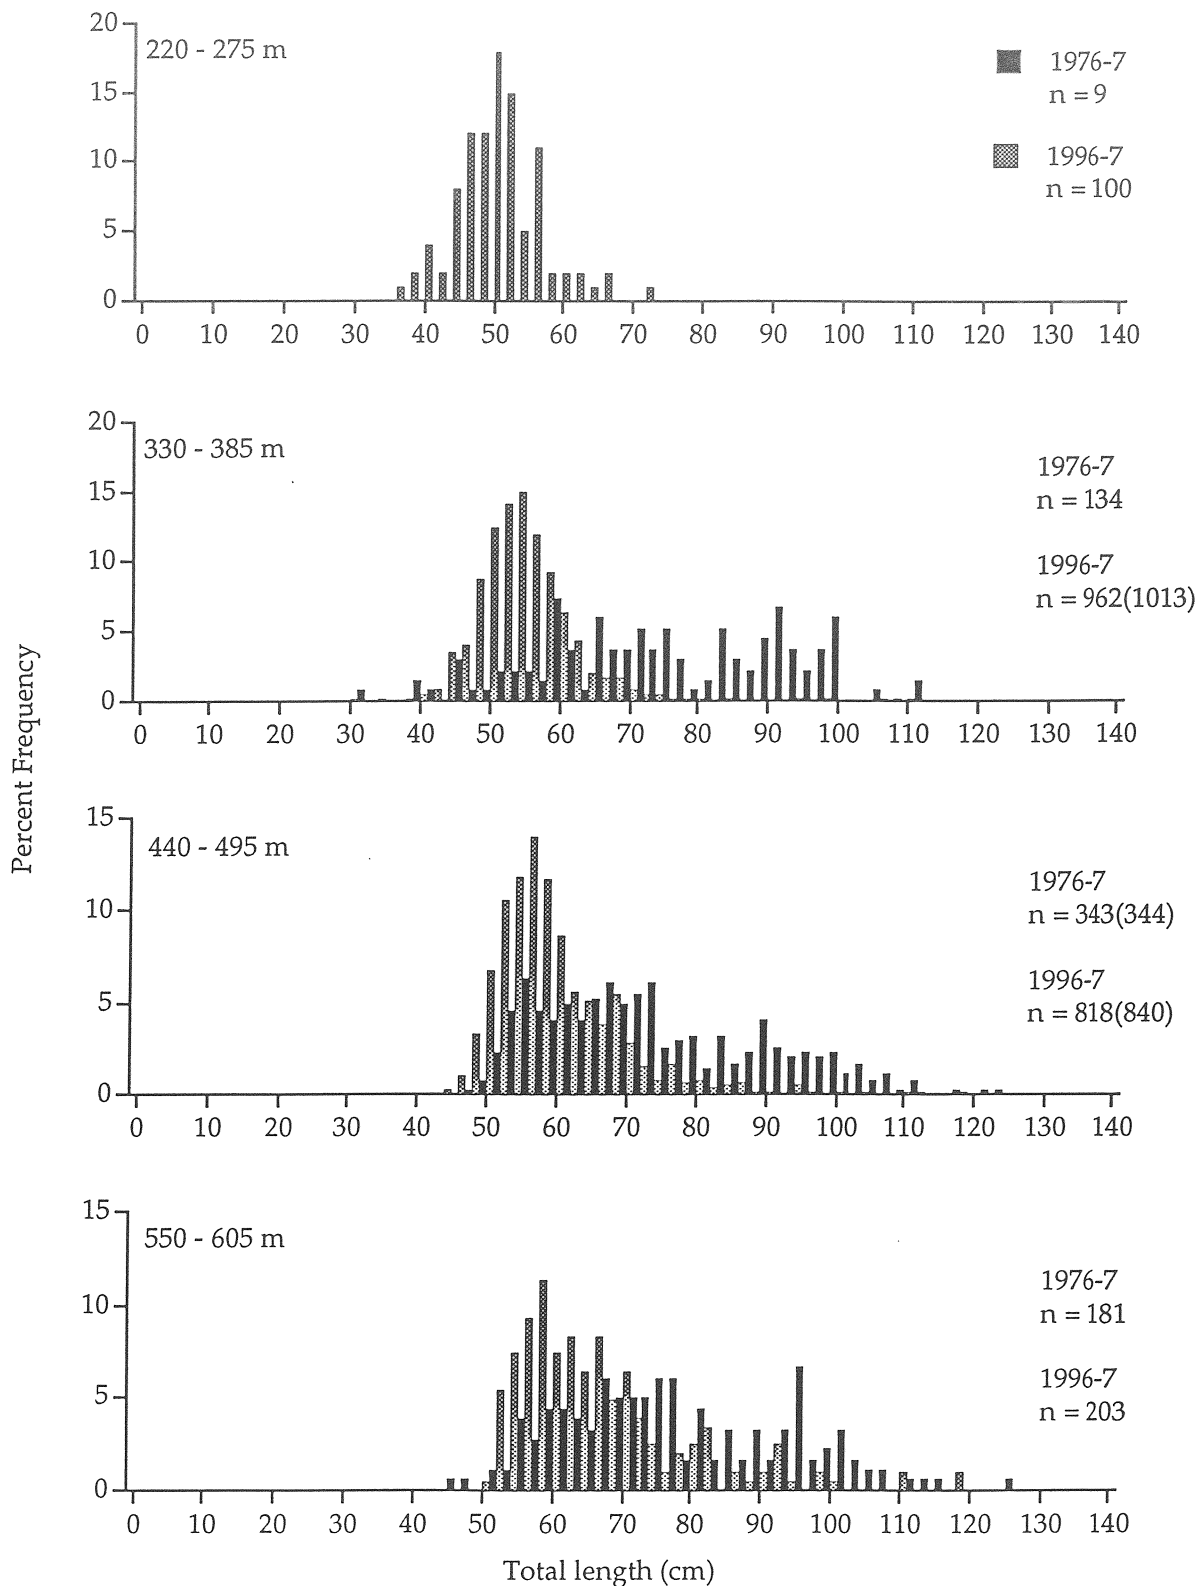 20
220 - 275 m
1976-7
n = 9
15
1996-7
n = 100
10
5
0
0 10 20 30 40 50 60 70 80 90 100 110 120 130 140
20
330 - 385 m
1976-7
n = 134
15
1996-7
n = 962(1013)
10
5
0
0 10 20 30 40 50 60 70 80 90 100 110 120 130 140
Percent Frequency
15
440 - 495 m
1976-7
n = 343(344)
10
1996-7
n = 818(840)
5
0
0 10 20 30 40 50 60 70 80 90 100 110 120 130 140
15
550 - 605 m
1976-7
n = 181
10
1996-7
n = 203
5
0
0 10 20 30 40 50 60 70 80 90 100 110 120 130 140
Total length (cm)